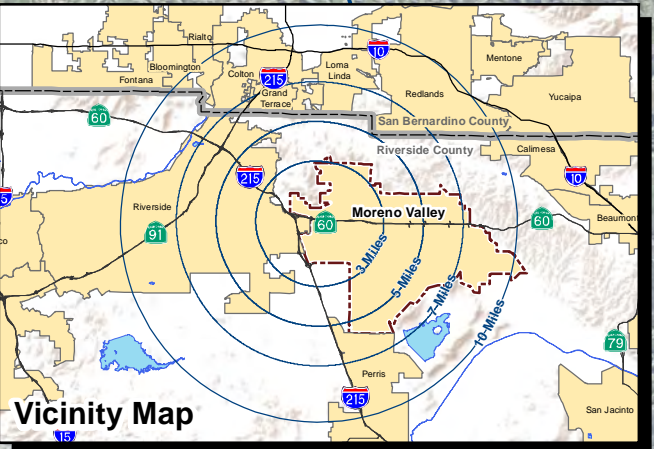 Rialto
10
Mentone
Bloomington
Loma
Linda
Fontana
Colton
215
Grand
Terrace
Redlands
Yucaipa
60
San Bernardino County
Riverside County
Calimesa
215
10
Riverside
Moreno Valley
60
60
Beaumont
91
3-Miles
5-Miles
7-Miles
10-Miles
79
Perris
215
San Jacinto
Vicinity Map
15